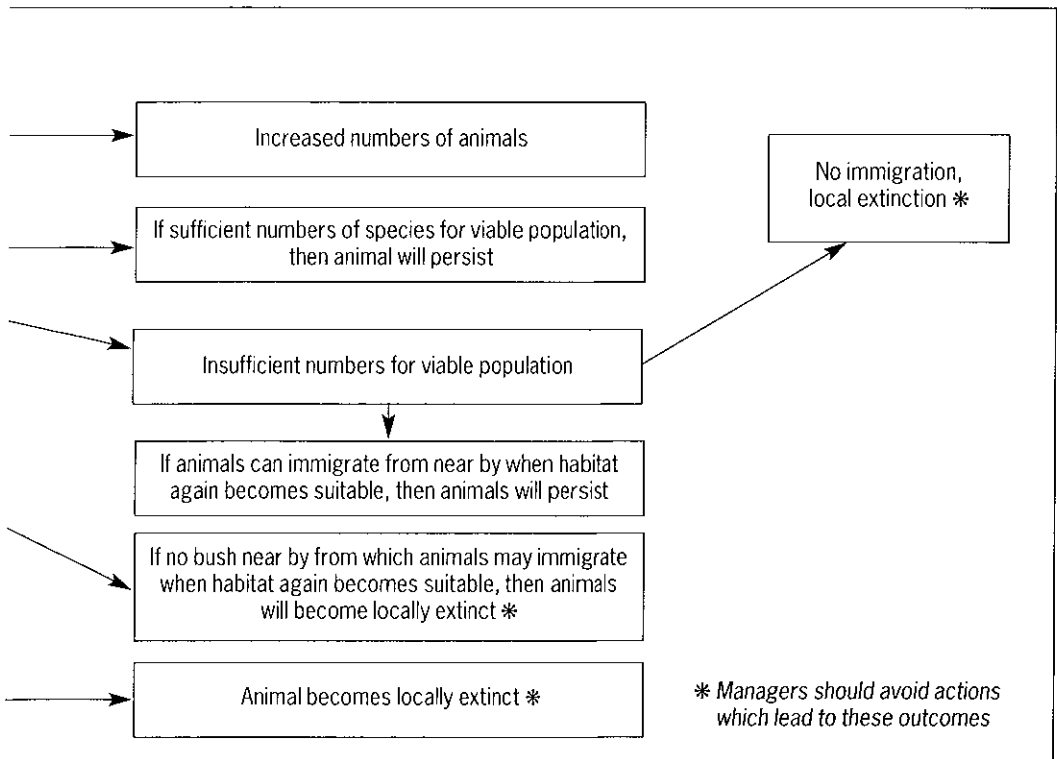 Increased numbers of animals
No immigration,
local extinction *
If sufficient numbers of species for viable population,
then animal will persist
Insufficient numbers for viable population
If animals can immigrate from near by when habitat
again becomes suitable, then animals will persist
If no bush near by from which animals may immigrate
when habitat again becomes suitable, then animals
will become locally extinct *
Animal becomes locally extinct *
* Managers should avoid actions
which lead to these outcomes